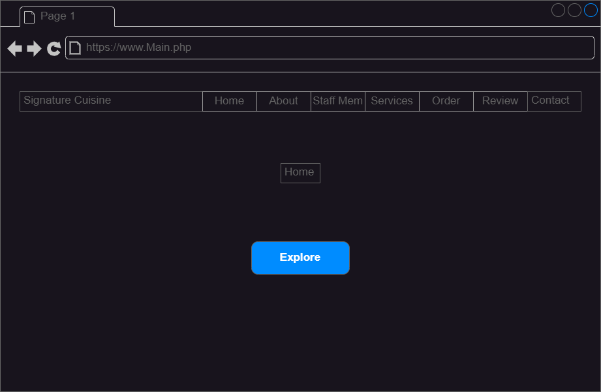 Page 1
https://www.Main.php
Signature Cuisine Home About Staff Mem Services Order Review Contact
Home
Explore